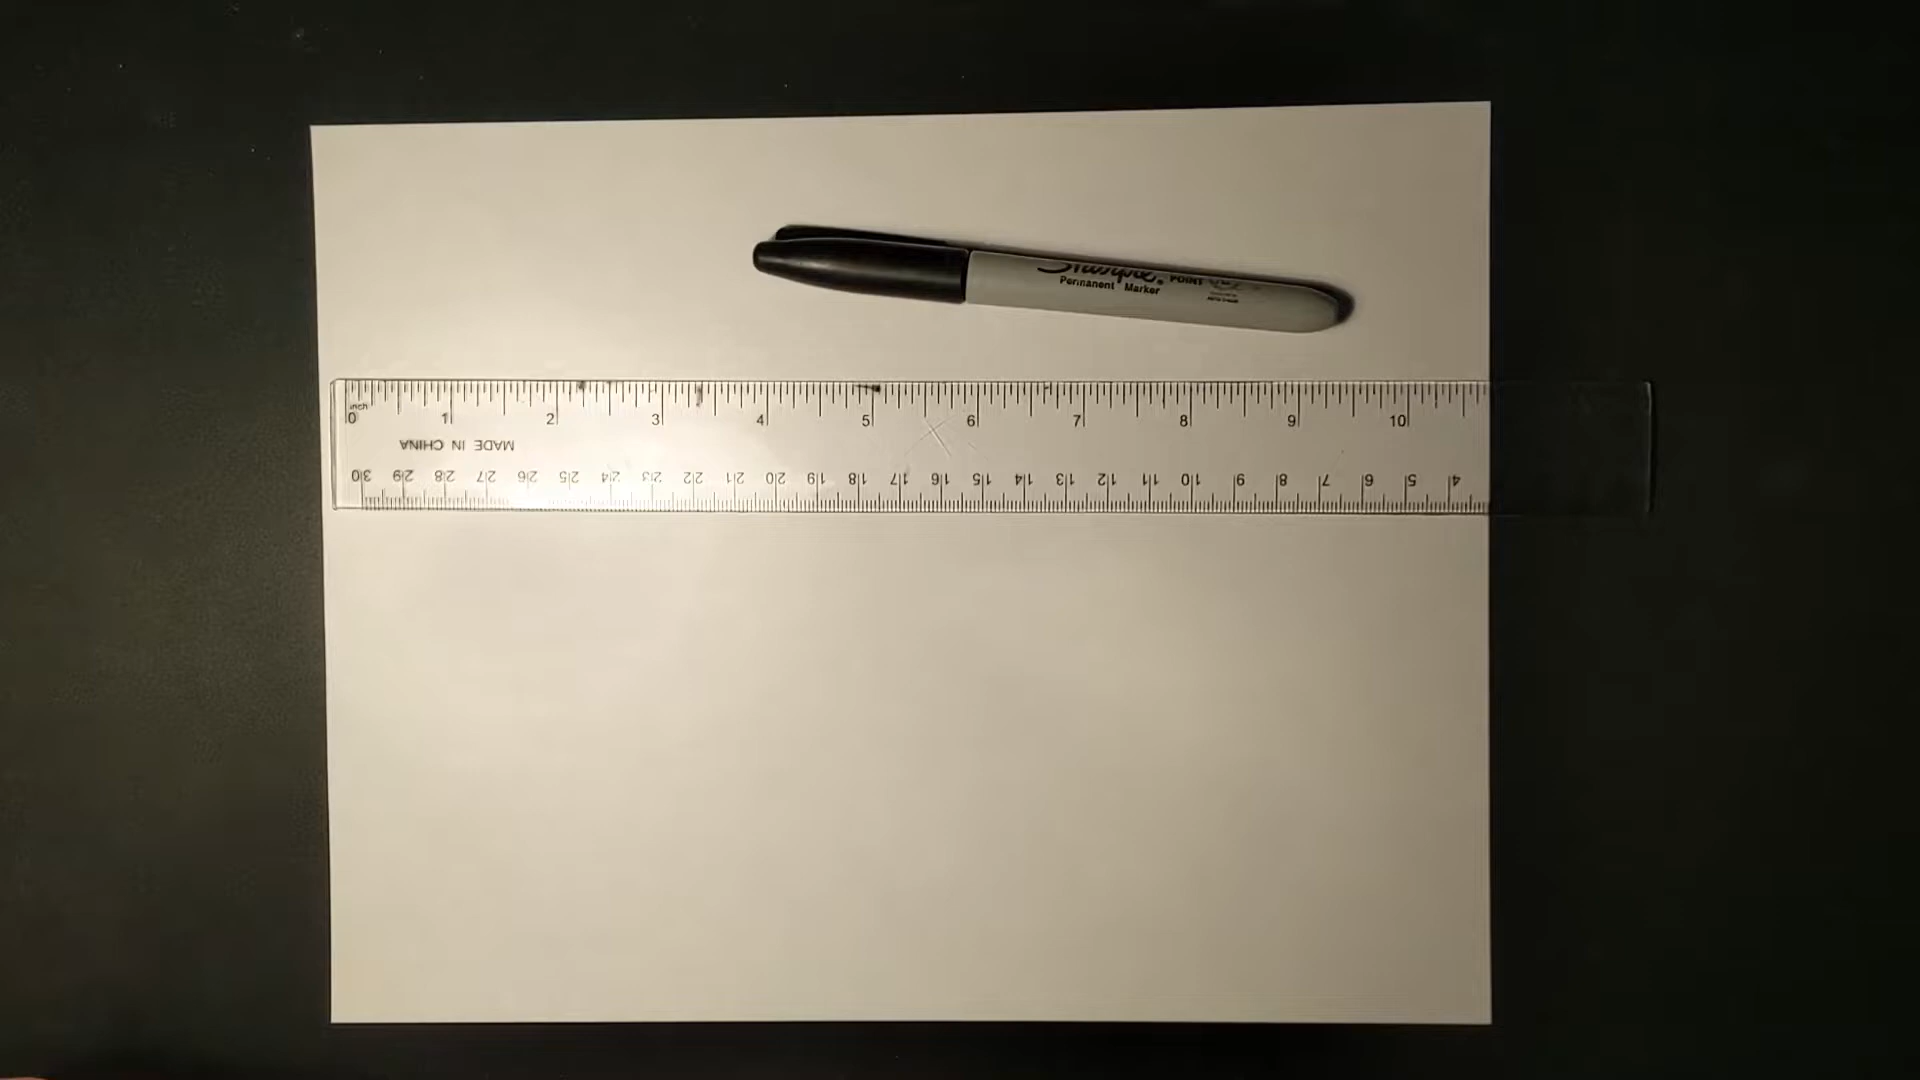 Sharpie. POINT
Permanent Marker
inch
0 1 2 3 4 5 6 7 8 9 10
MADE IN CHINA
30 29 28 27 26 25 24 23 22 21 20 19 18 17 16 15 14 13 12 11 10 9 8 7 6 5 4